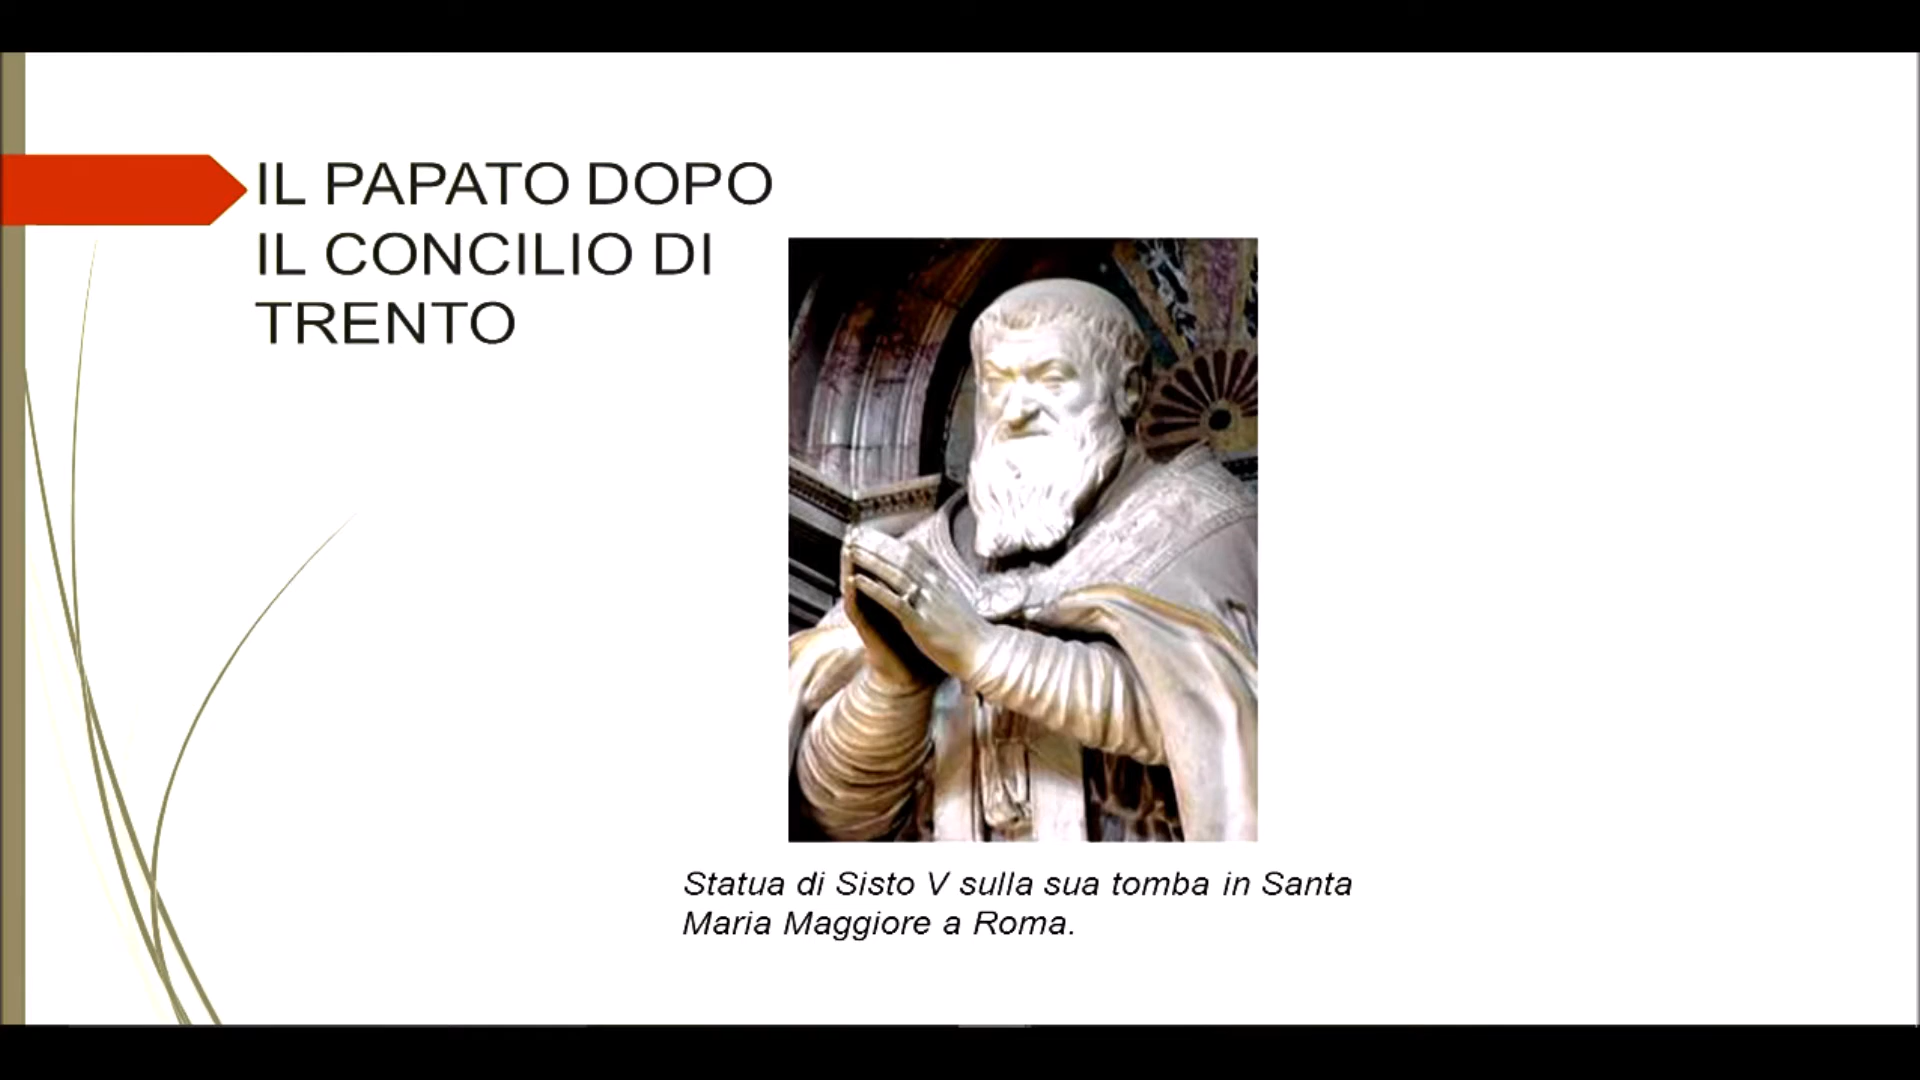 IL PAPATO DOPO
IL CONCILIO DI
TRENTO
Statua di Sisto V sulla sua tomba in Santa
Maria Maggiore a Roma.